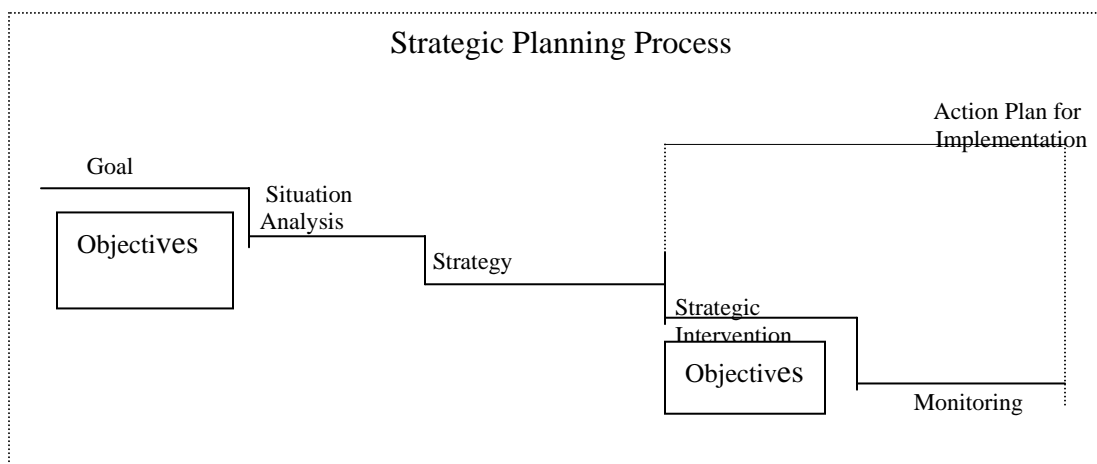 Strategic Planning Process
Action Plan for
Implementation
Goal
Situation
Analysis
Objectives
Strategy
Strategic
Intervention
Objectives
Monitoring